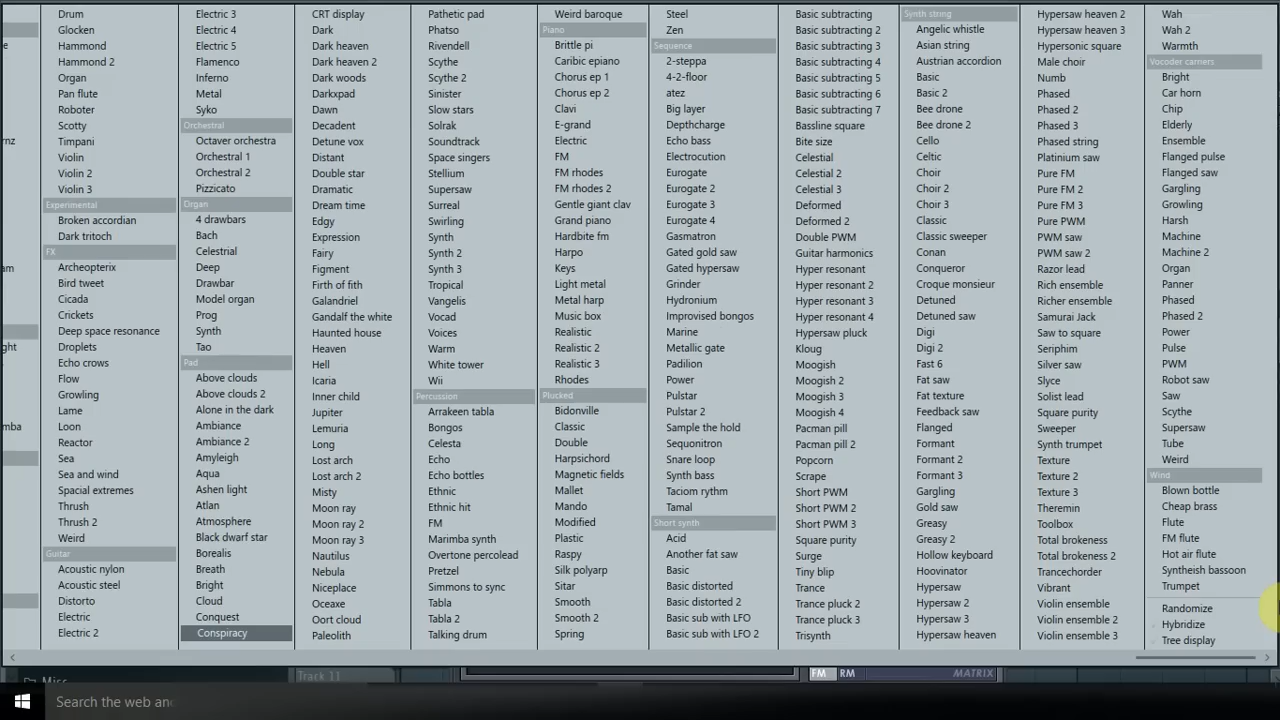 e
rnz
am
ght
mba
Drum
Glocken
Hammond
Hammond 2
Organ
Pan flute
Roboter
Scotty
Timpani
Violin
Violin 2
Violin 3
Experimental
Broken accordian
Dark tritoch
FX
Archeopterix
Bird tweet
Cicada
Crickets
Deep space resonance
Droplets
Echo crows
Flow
Growling
Lame
Loon
Reactor
Sea
Sea and wind
Spacial extremes
Thrush
Thrush 2
Weird
Guitar
Acoustic nylon
Acoustic steel
Distorto
Electric
Electric 2
Electric 3
Electric 4
Electric 5
Flamenco
Inferno
Metal
Syko
Orchestral
Octaver orchestra
Orchestral 1
Orchestral 2
Pizzicato
Organ
4 drawbars
Bach
Celestrial
Deep
Drawbar
Model organ
Prog
Synth
Tao
Pad
Above clouds
Above clouds 2
Alone in the dark
Ambiance
Ambiance 2
Amyleigh
Aqua
Ashen light
Atlan
Atmosphere
Black dwarf star
Borealis
Breath
Bright
Cloud
Conquest
Conspiracy
CRT display
Dark
Dark heaven
Dark heaven 2
Dark woods
Darkxpad
Dawn
Decadent
Detune vox
Distant
Double star
Dramatic
Dream time
Edgy
Expression
Fairy
Figment
Firth of fith
Galandriel
Gandalf the white
Haunted house
Heaven
Hell
Icaria
Inner child
Jupiter
Lemuria
Long
Lost arch
Lost arch 2
Misty
Moon ray
Moon ray 2
Moon ray 3
Nautilus
Nebula
Niceplace
Oceaxe
Oort cloud
Paleolith
Pathetic pad
Phatso
Rivendell
Scythe
Scythe 2
Sinister
Slow stars
Solrak
Soundtrack
Space singers
Stellium
Supersaw
Surreal
Swirling
Synth
Synth 2
Synth 3
Tropical
Vangelis
Vocad
Voices
Warm
White tower
Wii
Percussion
Arrakeen tabla
Bongos
Celesta
Echo
Echo bottles
Ethnic
Ethnic hit
FM
Marimba synth
Overtone percolead
Pretzel
Simmons to sync
Tabla
Tabla 2
Talking drum
Weird baroque
Piano
Brittle pi
Caribic epiano
Chorus ep 1
Chorus ep 2
Clavi
E-grand
Electric
FM
FM rhodes
FM rhodes 2
Gentle giant clav
Grand piano
Hardbite fm
Harpo
Keys
Light metal
Metal harp
Music box
Realistic
Realistic 2
Realistic 3
Rhodes
Plucked
Bidonville
Classic
Double
Harpsichord
Magnetic fields
Mallet
Mando
Modified
Plastic
Raspy
Silk polyarp
Sitar
Smooth
Smooth 2
Spring
Steel
Zen
Sequence
2-steppa
4-2-floor
atez
Big layer
Depthcharge
Echo bass
Electrocution
Eurogate
Eurogate 2
Eurogate 3
Eurogate 4
Gasmatron
Gated gold saw
Gated hypersaw
Grinder
Hydronium
Improvised bongos
Marine
Metallic gate
Padilion
Power
Pulstar
Pulstar 2
Sample the hold
Sequonitron
Snare loop
Synth bass
Taciom rythm
Tamal
Short synth
Acid
Another fat saw
Basic
Basic distorted
Basic distorted 2
Basic sub with LFO
Basic sub with LFO 2
Basic subtracting
Basic subtracting 2
Basic subtracting 3
Basic subtracting 4
Basic subtracting 5
Basic subtracting 6
Basic subtracting 7
Bassline square
Bite size
Celestial
Celestial 2
Celestial 3
Deformed
Deformed 2
Double PWM
Guitar harmonics
Hyper resonant
Hyper resonant 2
Hyper resonant 3
Hyper resonant 4
Hypersaw pluck
Kloug
Moogish
Moogish 2
Moogish 3
Moogish 4
Pacman pill
Pacman pill 2
Popcorn
Scrape
Short PWM
Short PWM 2
Short PWM 3
Square purity
Surge
Tiny blip
Trance
Trance pluck 2
Trance pluck 3
Trisynth
Synth string
Angelic whistle
Asian string
Austrian accordion
Basic
Basic 2
Bee drone
Bee drone 2
Cello
Celtic
Choir
Choir 2
Choir 3
Classic
Classic sweeper
Conan
Conqueror
Croque monsieur
Detuned
Detuned saw
Digi
Digi 2
Fast 6
Fat saw
Fat texture
Feedback saw
Flanged
Formant
Formant 2
Formant 3
Gargling
Gold saw
Greasy
Greasy 2
Hollow keyboard
Hoovinator
Hypersaw
Hypersaw 2
Hypersaw 3
Hypersaw heaven
Hypersaw heaven 2
Hypersaw heaven 3
Hypersonic square
Male choir
Numb
Phased
Phased 2
Phased 3
Phased string
Platinium saw
Pure FM
Pure FM 2
Pure FM 3
Pure PWM
PWM saw
PWM saw 2
Razor lead
Rich ensemble
Richer ensemble
Samurai Jack
Saw to square
Seriphim
Silver saw
Slyce
Solist lead
Square purity
Sweeper
Synth trumpet
Texture
Texture 2
Texture 3
Theremin
Toolbox
Total brokeness
Total brokeness 2
Trancechorder
Vibrant
Violin ensemble
Violin ensemble 2
Violin ensemble 3
Wah
Wah 2
Warmth
Vocoder carriers
Bright
Car horn
Chip
Elderly
Ensemble
Flanged pulse
Flanged saw
Gargling
Growling
Harsh
Machine
Machine 2
Organ
Panner
Phased
Phased 2
Power
Pulse
PWM
Robot saw
Saw
Scythe
Supersaw
Tube
Weird
Wind
Blown bottle
Cheap brass
Flute
FM flute
Hot air flute
Syntheish bassoon
Trumpet
Randomize
Hybridize
Tree display
Misc
Track 11
FM RM MATRIX
Search the web and